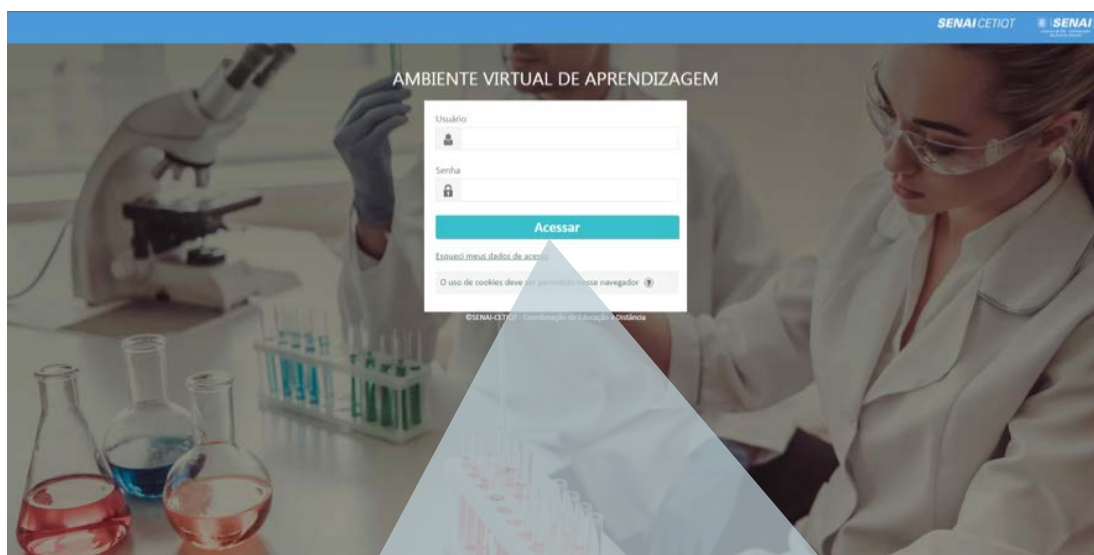 SENAI CETIQT
SENAI
AMBIENTE VIRTUAL DE APRENDIZAGEM
Usuário
Senha
Acessar
Esqueci meus dados de acesso
O uso de cookies deve ser permitido nesse navegador ?
©SENAI-CETIQT - Coordenação de Educação a Distância